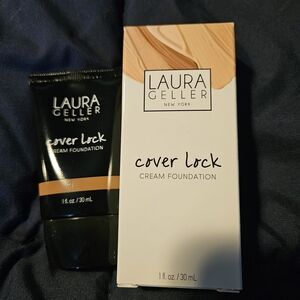 LAURA
GELLER
NEW YORK
cover lock
CREAM FOUNDATION
1 fl. oz / 30 mL
LAURA
GELLER
NEW YORK
cover lock
CREAM FOUNDATION
1 fl. oz. / 30 mL